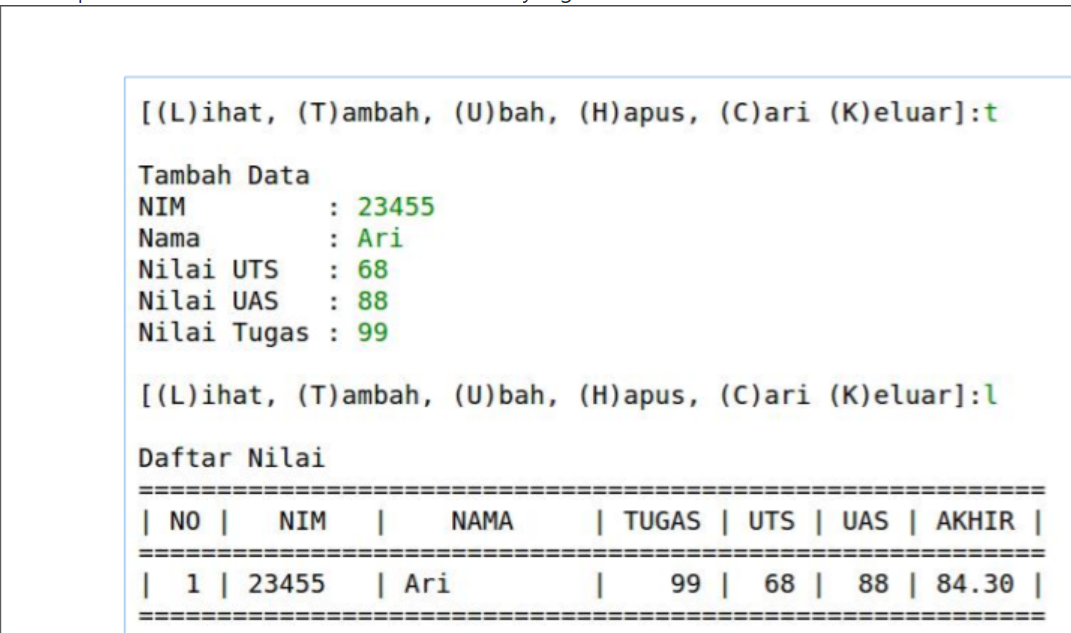 [(L)ihat, (T)ambah, (U)bah, (H)apus, (C)ari (K)eluar]:t
Tambah Data
NIM          : 23455
Nama         : Ari
Nilai UTS    : 68
Nilai UAS    : 88
Nilai Tugas : 99
[(L)ihat, (T)ambah, (U)bah, (H)apus, (C)ari (K)eluar]:l
Daftar Nilai
==========================================================
| NO |   NIM   |    NAMA     | TUGAS | UTS | UAS | AKHIR |
==========================================================
|  1 | 23455   | Ari         |    99 |  68 |  88 | 84.30 |
==========================================================